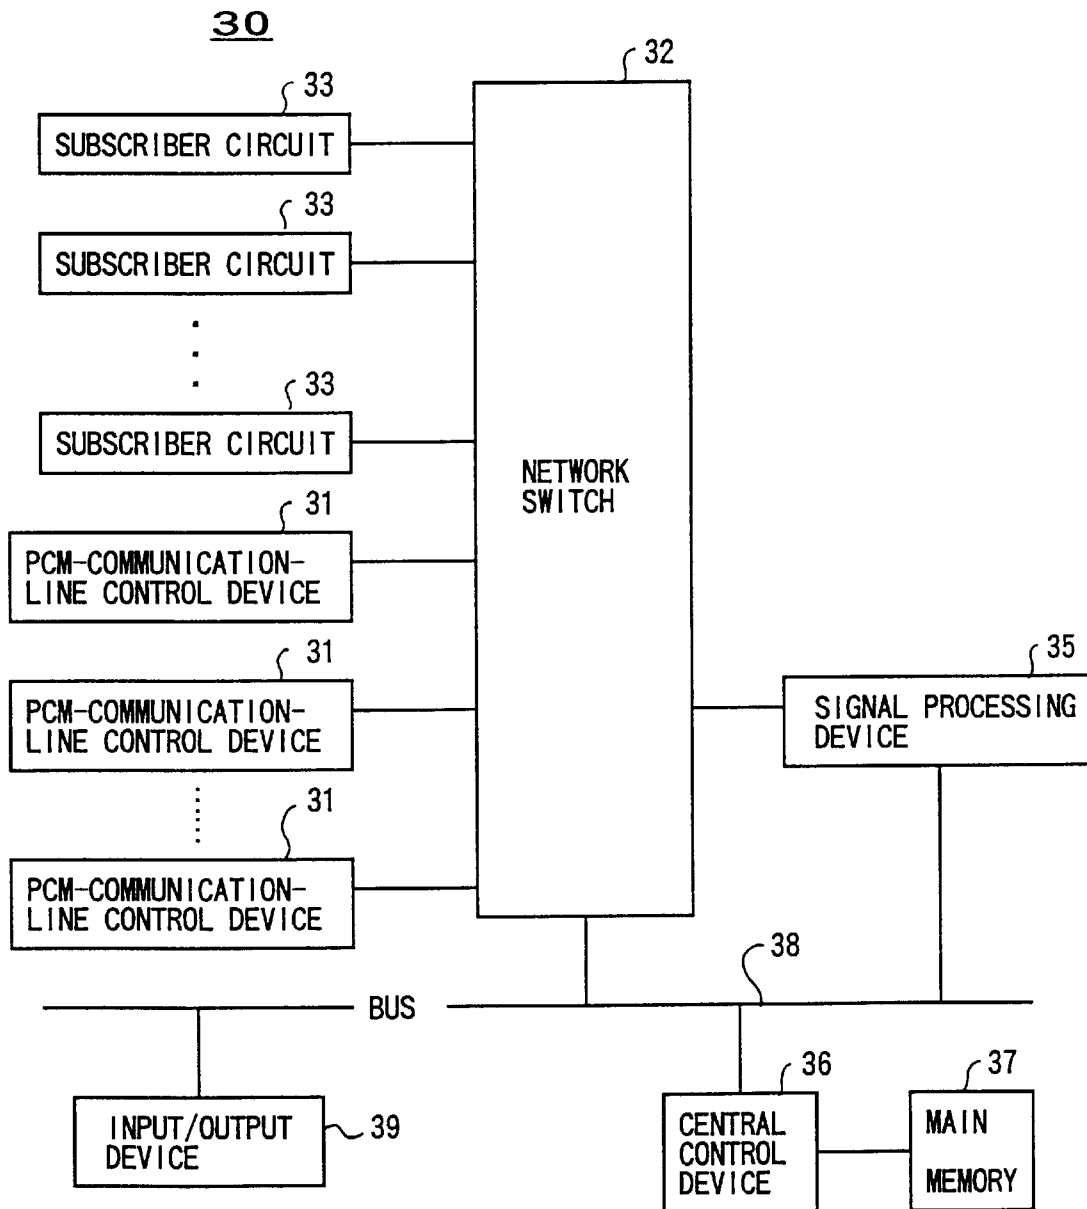 30
32
33
SUBSCRIBER CIRCUIT
33
SUBSCRIBER CIRCUIT
33
SUBSCRIBER CIRCUIT
NETWORK
SWITCH
31
PCM-COMMUNICATION-
LINE CONTROL DEVICE
31
PCM-COMMUNICATION-
LINE CONTROL DEVICE
35
SIGNAL PROCESSING
DEVICE
31
PCM-COMMUNICATION-
LINE CONTROL DEVICE
38
BUS
36
37
INPUT/OUTPUT
DEVICE
39
CENTRAL
CONTROL
DEVICE
MAIN
MEMORY